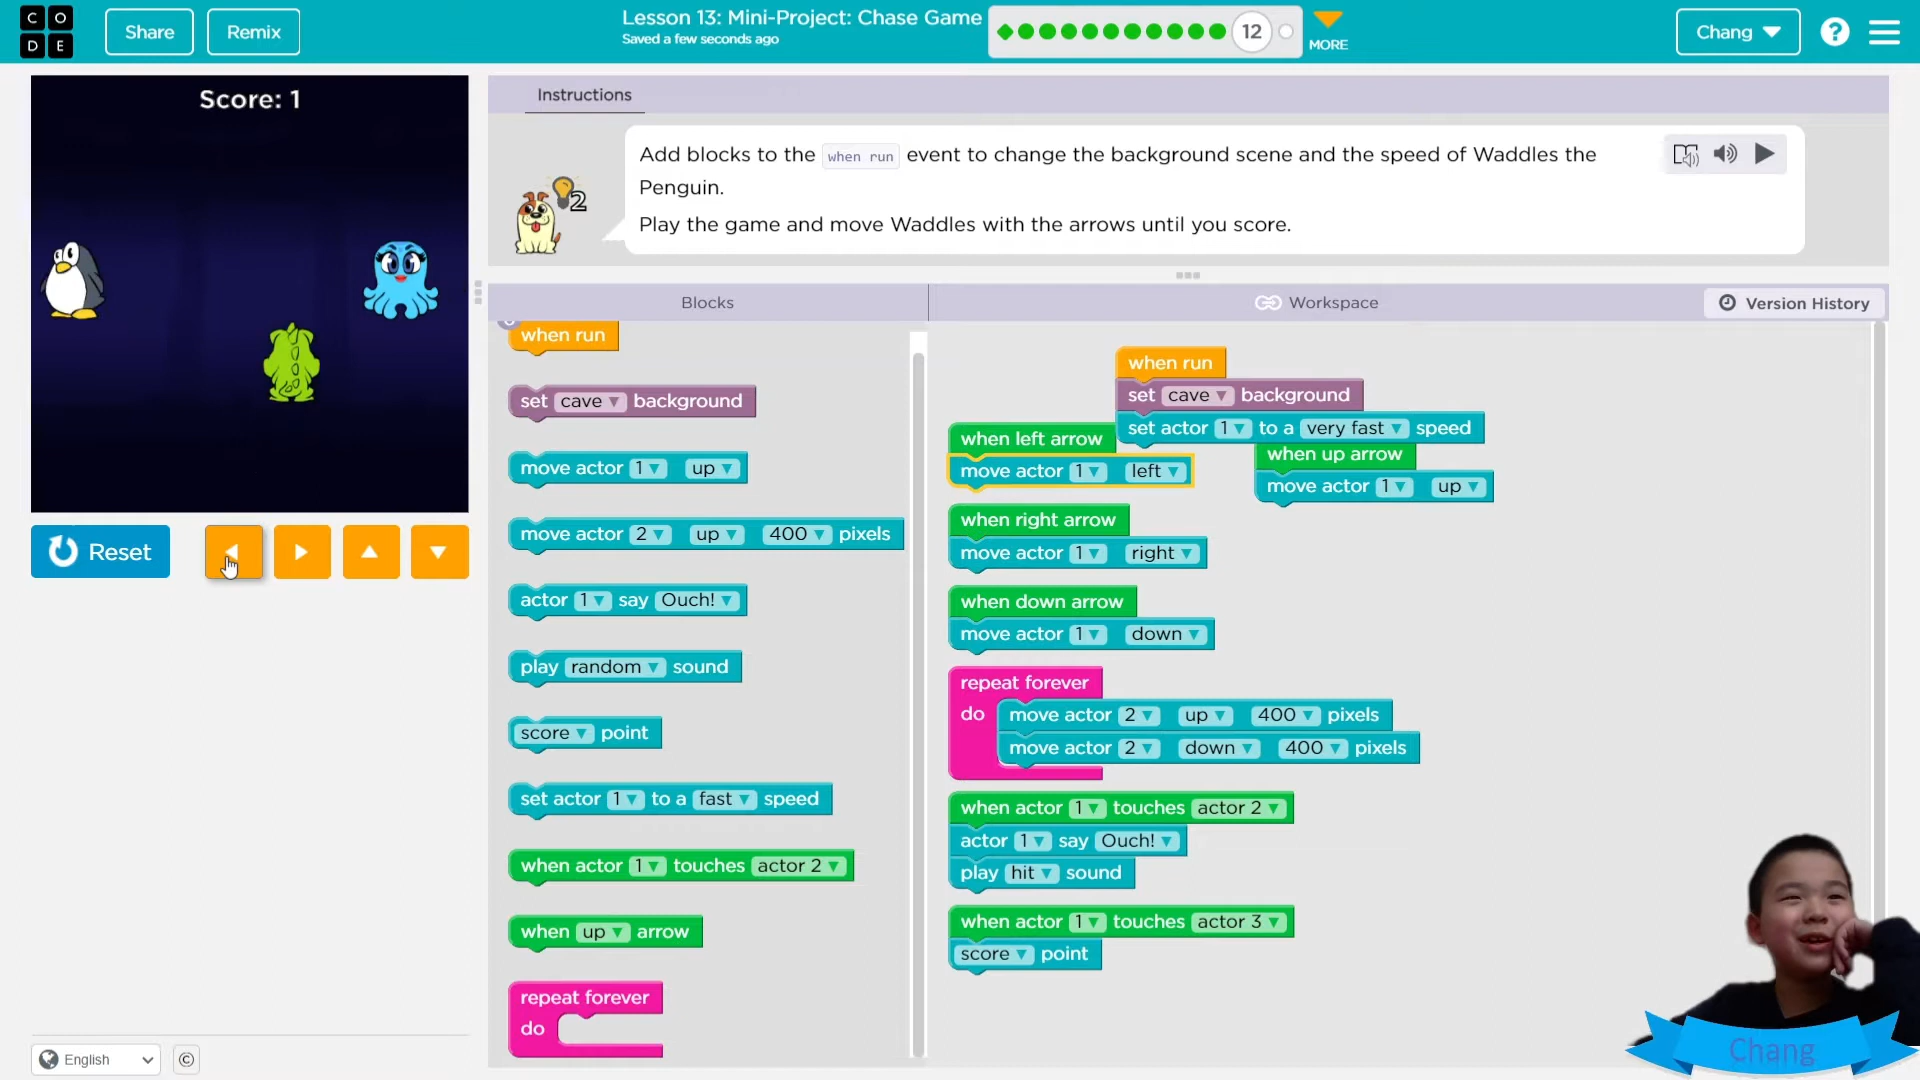 CODE
Share
Remix
Lesson 13: Mini-Project: Chase Game
Saved a few seconds ago
12
MORE
Chang
?
Score: 1
Reset
Instructions
2
Add blocks to the when run event to change the background scene and the speed of Waddles the
Penguin.
Play the game and move Waddles with the arrows until you score.
Blocks
Workspace
Version History
when run
set cave background
move actor 1 up
move actor 2 up 400 pixels
actor 1 say Ouch!
play random sound
score point
set actor 1 to a fast speed
when actor 1 touches actor 2
when up arrow
repeat forever
do
when run
set cave background
set actor 1 to a very fast speed
when left arrow
move actor 1 left
when up arrow
move actor 1 up
when right arrow
move actor 1 right
when down arrow
move actor 1 down
repeat forever
do
move actor 2 up 400 pixels
move actor 2 down 400 pixels
when actor 1 touches actor 2
actor 1 say Ouch!
play hit sound
when actor 1 touches actor 3
score point
English
©
Chang